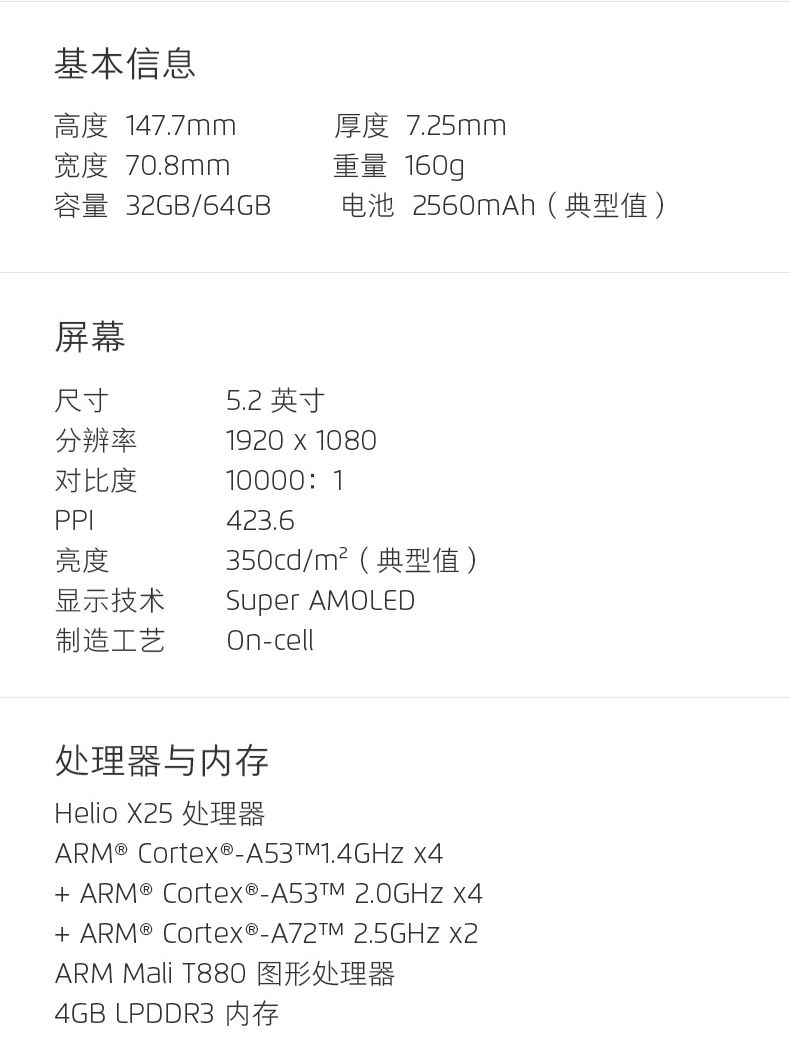 基本信息
高度 147.7mm 厚度 7.25mm
宽度 70.8mm 重量 160g
容量 32GB/64GB 电池 2560mAh（典型值）
屏幕
尺寸 5.2 英寸
分辨率 1920 x 1080
对比度 10000：1
PPI 423.6
亮度 350cd/m²（典型值）
显示技术 Super AMOLED
制造工艺 On-cell
处理器与内存
Helio X25 处理器
ARM® Cortex®-A53™1.4GHz x4
+ ARM® Cortex®-A53™ 2.0GHz x4
+ ARM® Cortex®-A72™ 2.5GHz x2
ARM Mali T880 图形处理器
4GB LPDDR3 内存